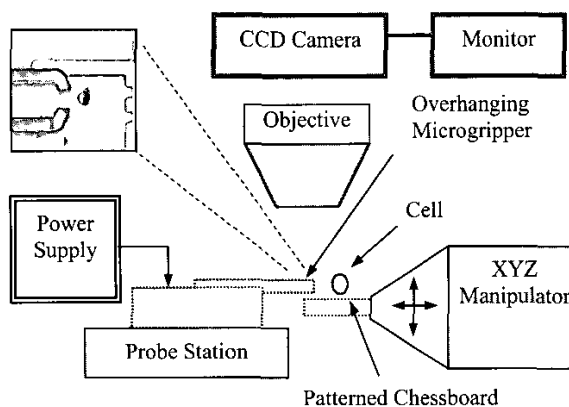 CCD Camera
Monitor
Overhanging
Microgripper
Objective
Cell
Power
Supply
XYZ
Manipulator
Probe Station
Patterned Chessboard